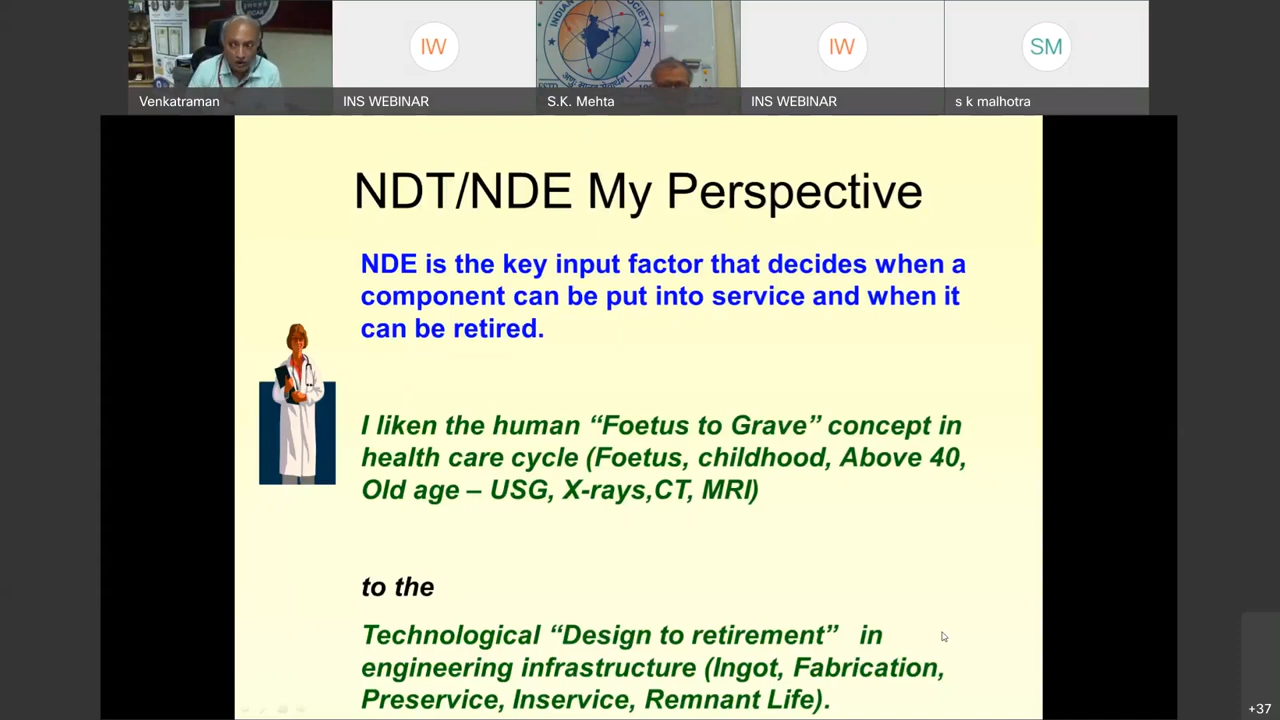 IW
IW
SM
Venkatraman
INS WEBINAR
S.K. Mehta
INS WEBINAR
s k malhotra
NDT/NDE My Perspective
NDE is the key input factor that decides when a
component can be put into service and when it
can be retired.
I liken the human “Foetus to Grave” concept in
health care cycle (Foetus, childhood, Above 40,
Old age – USG, X-rays,CT, MRI)
to the
Technological “Design to retirement” in
engineering infrastructure (Ingot, Fabrication,
Preservice, Inservice, Remnant Life).
+37